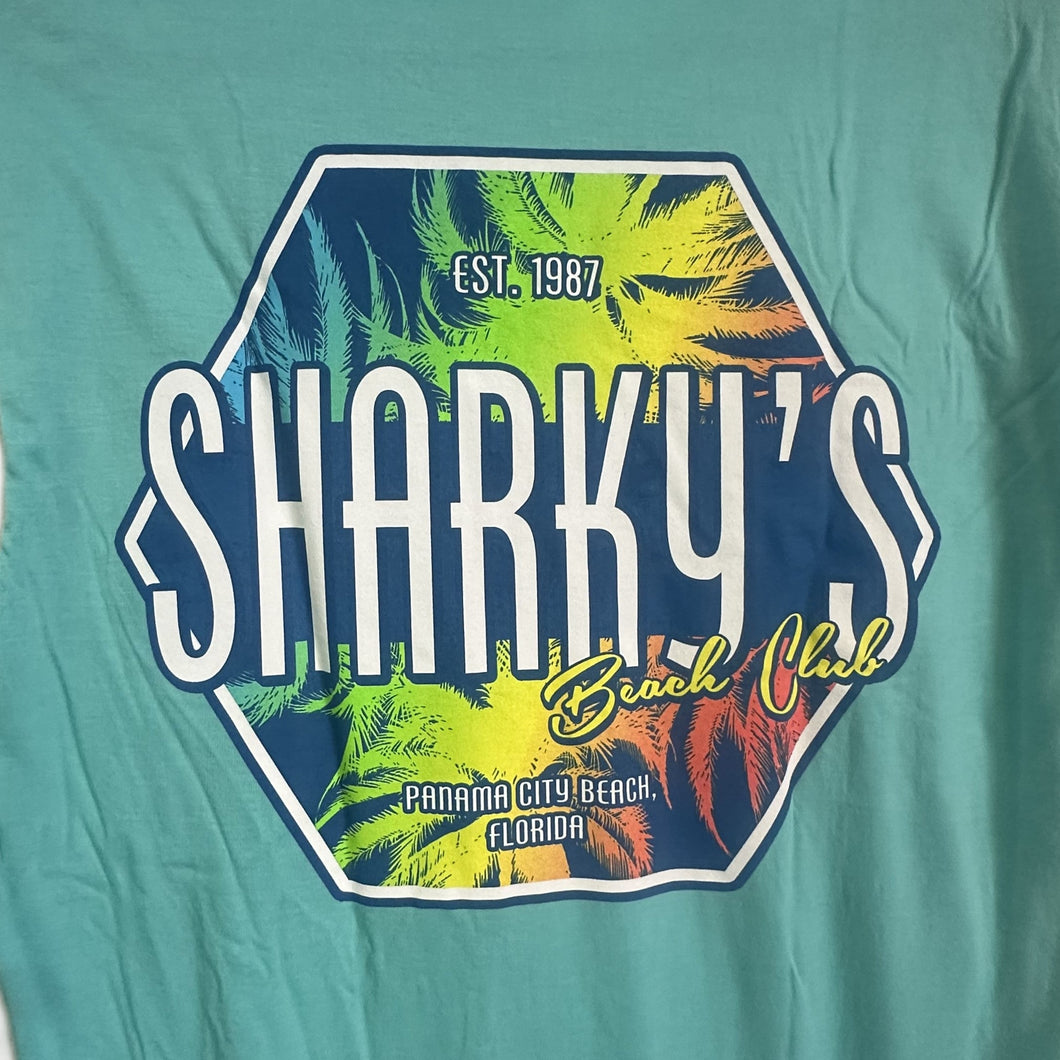 EST. 1987
SHARKY'S
Beach Club
PANAMA CITY BEACH,
FLORIDA